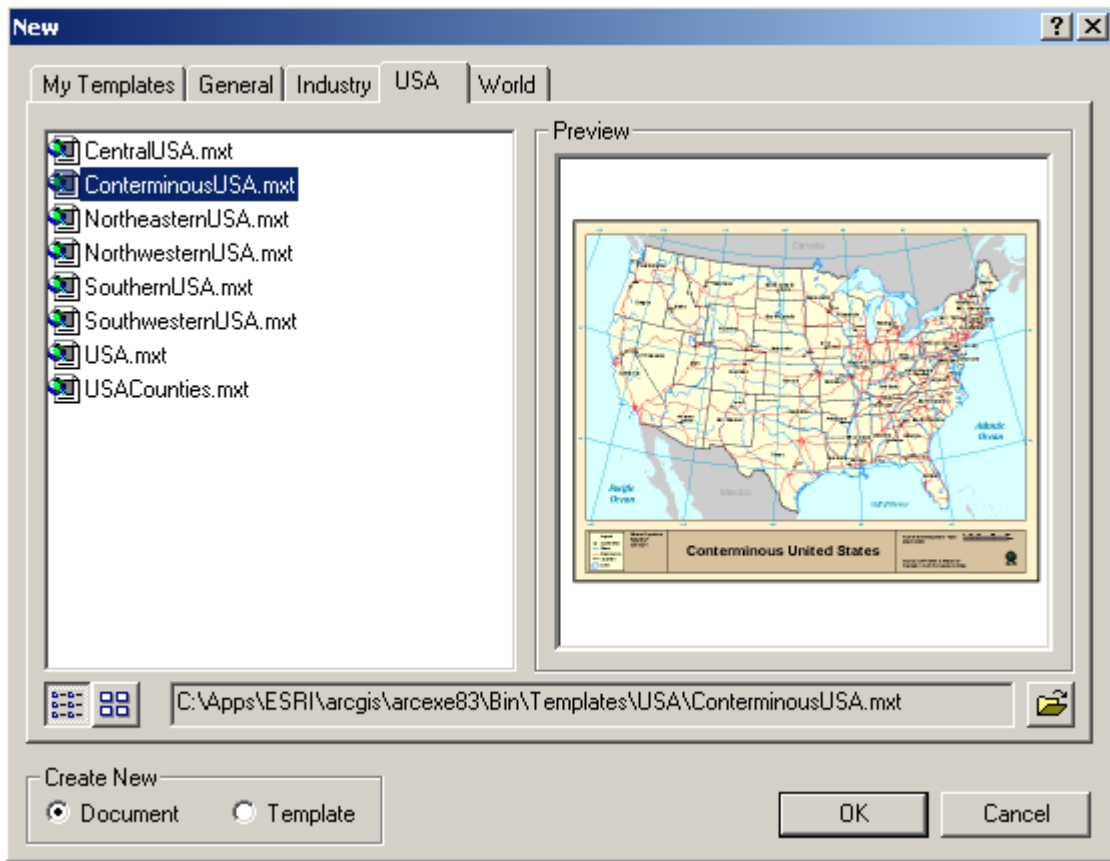 New
My Templates General Industry USA World
CentralUSA.mxt
ConterminousUSA.mxt
NortheasternUSA.mxt
NorthwesternUSA.mxt
SouthernUSA.mxt
SouthwesternUSA.mxt
USA.mxt
USACounties.mxt
Preview
Canada
Atlantic
Ocean
Pacific
Ocean
Conterminous United States
C:\Apps\ESRI\arcgis\arcexe83\Bin\Templates\USA\ConterminousUSA.mxt
Create New
Document Template
OK Cancel